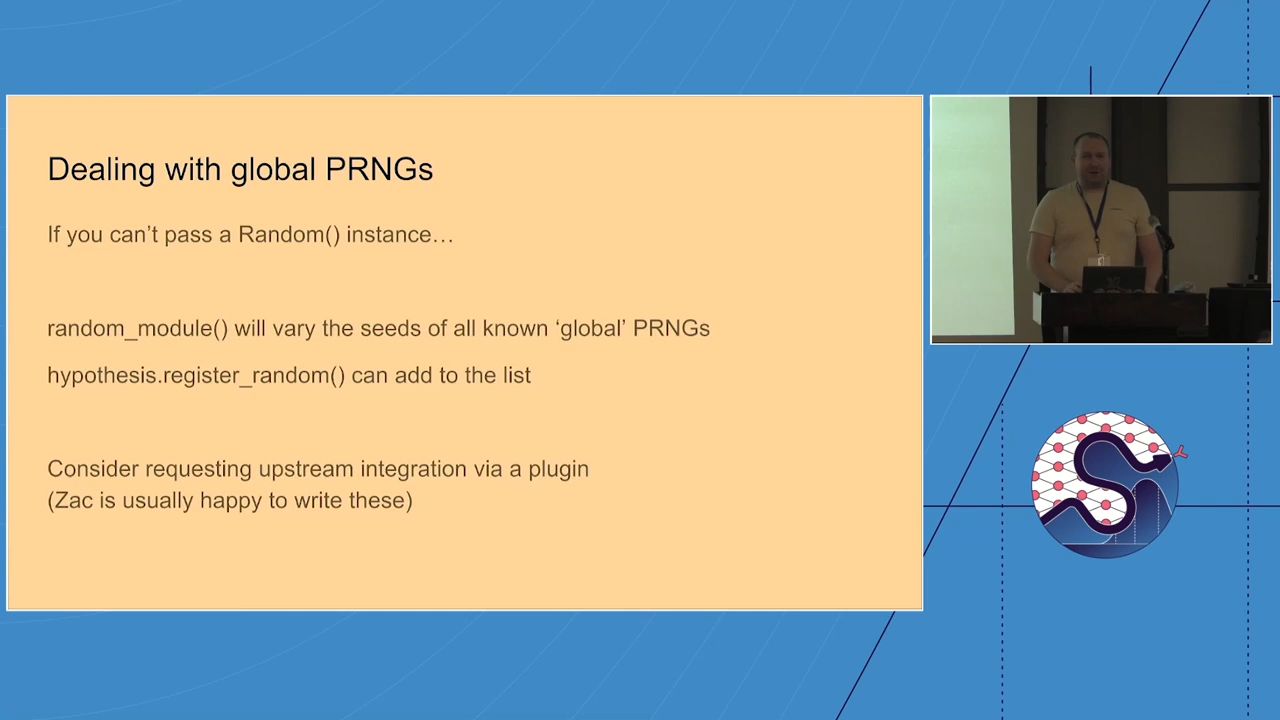 Dealing with global PRNGs
If you can’t pass a Random() instance…
random_module() will vary the seeds of all known ‘global’ PRNGs
hypothesis.register_random() can add to the list
Consider requesting upstream integration via a plugin
(Zac is usually happy to write these)